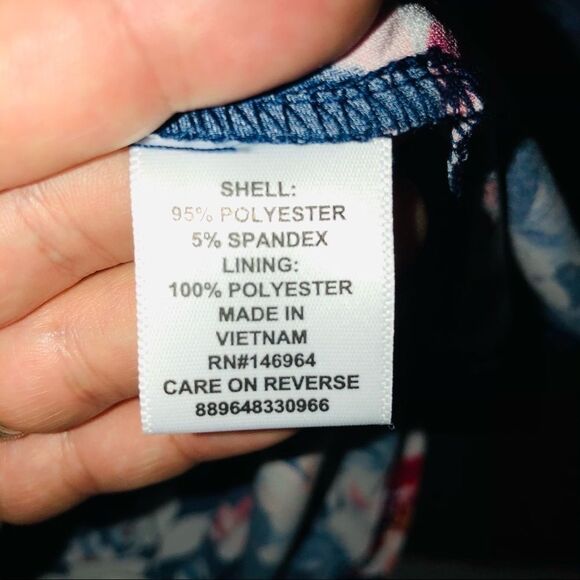 SHELL:
95% POLYESTER
5% SPANDEX
LINING:
100% POLYESTER
MADE IN
VIETNAM
RN#146964
CARE ON REVERSE
889648330966